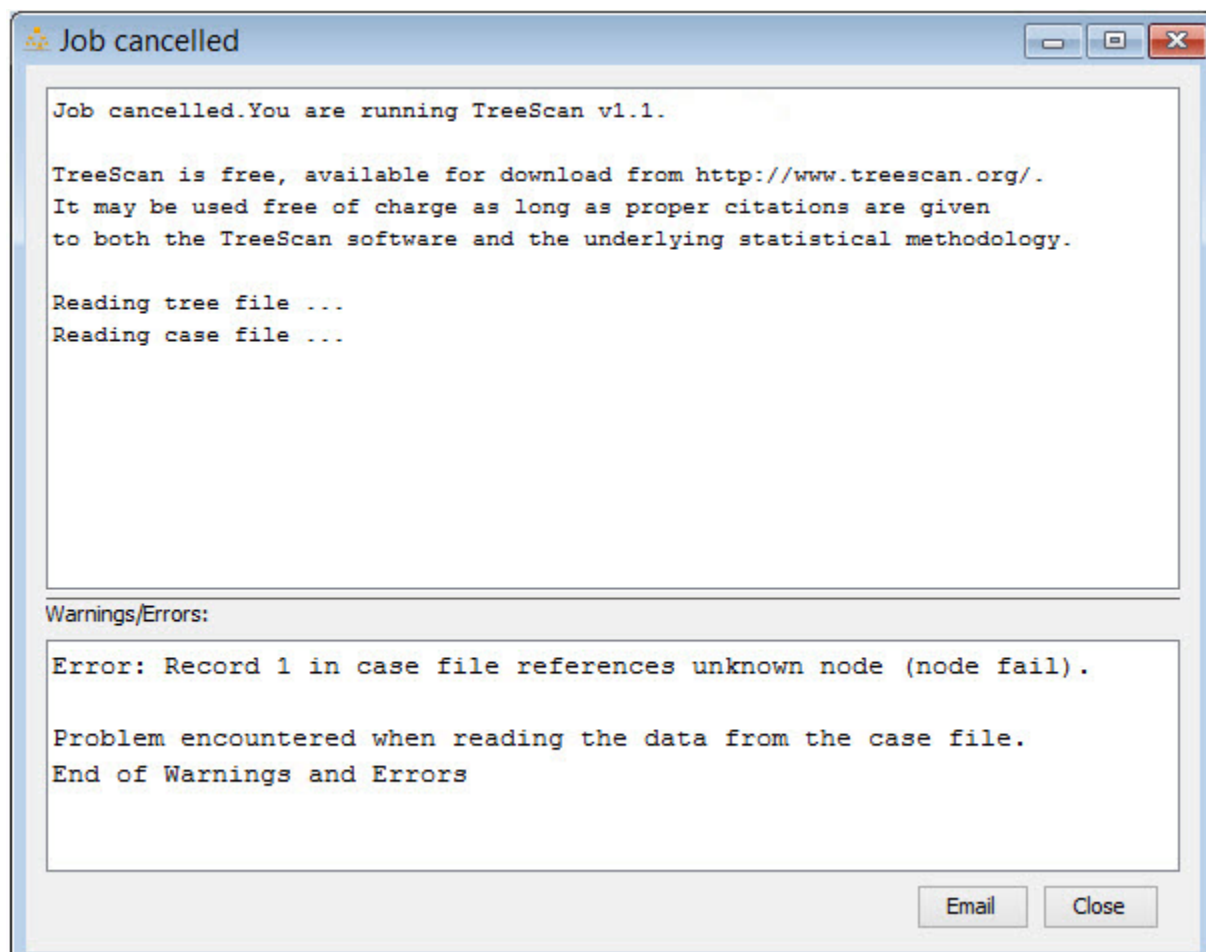 Job cancelled
Job cancelled.You are running TreeScan v1.1.
TreeScan is free, available for download from http://www.treescan.org/.
It may be used free of charge as long as proper citations are given
to both the TreeScan software and the underlying statistical methodology.
Reading tree file ...
Reading case file ...
Warnings/Errors:
Error: Record 1 in case file references unknown node (node fail).
Problem encountered when reading the data from the case file.
End of Warnings and Errors
Email Close